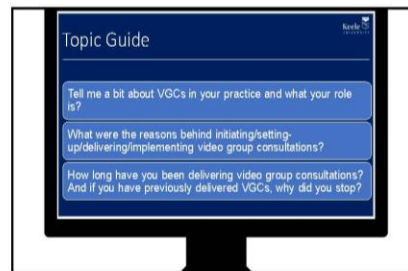 Keele
UNIVERSITY
Topic Guide
Tell me a bit about VGCs in your practice and what your role
is?
What were the reasons behind initiating/setting-
up/delivering/implementing video group consultations?
How long have you been delivering video group consultations?
And if you have previously delivered VGCs, why did you stop?